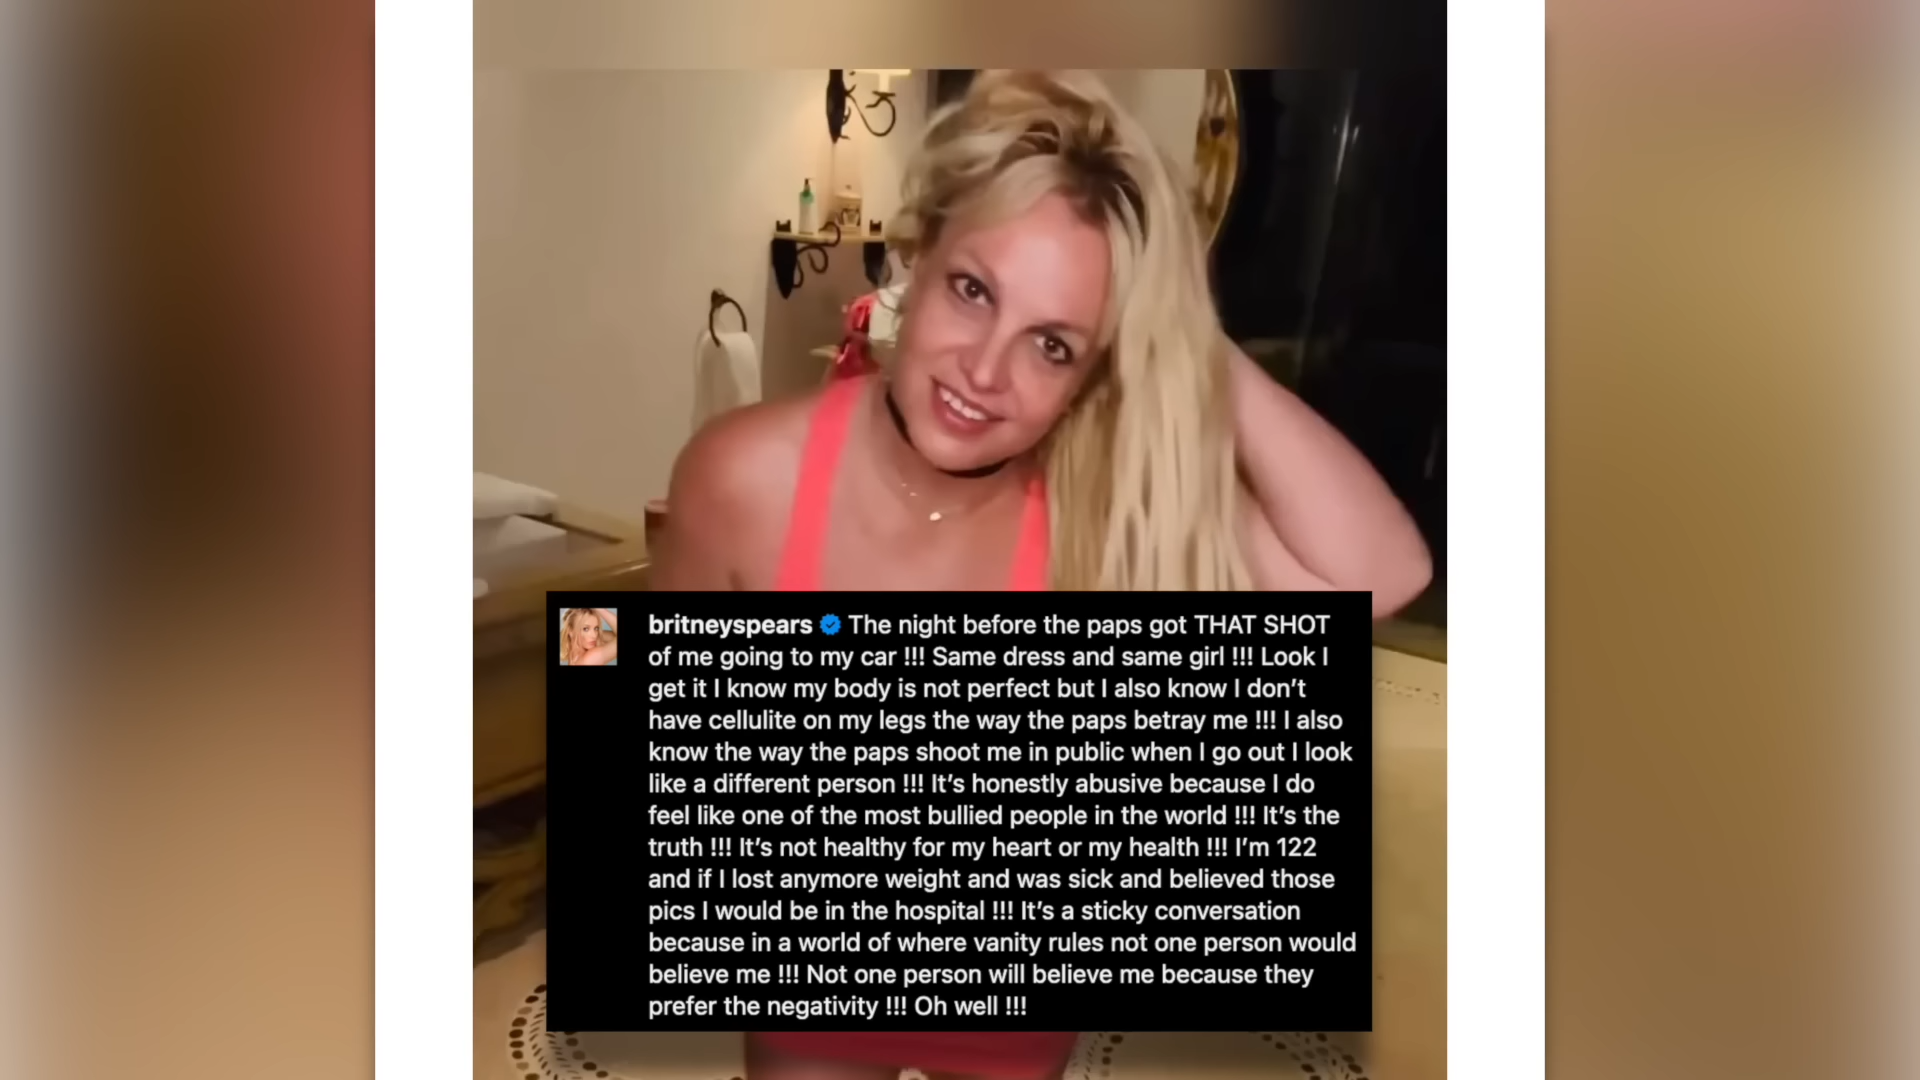 britneyspears The night before the paps got THAT SHOT
of me going to my car !!! Same dress and same girl !!! Look I
get it I know my body is not perfect but I also know I don’t
have cellulite on my legs the way the paps betray me !!! I also
know the way the paps shoot me in public when I go out I look
like a different person !!! It’s honestly abusive because I do
feel like one of the most bullied people in the world !!! It’s the
truth !!! It’s not healthy for my heart or my health !!! I’m 122
and if I lost anymore weight and was sick and believed those
pics I would be in the hospital !!! It’s a sticky conversation
because in a world of where vanity rules not one person would
believe me !!! Not one person will believe me because they
prefer the negativity !!! Oh well !!!